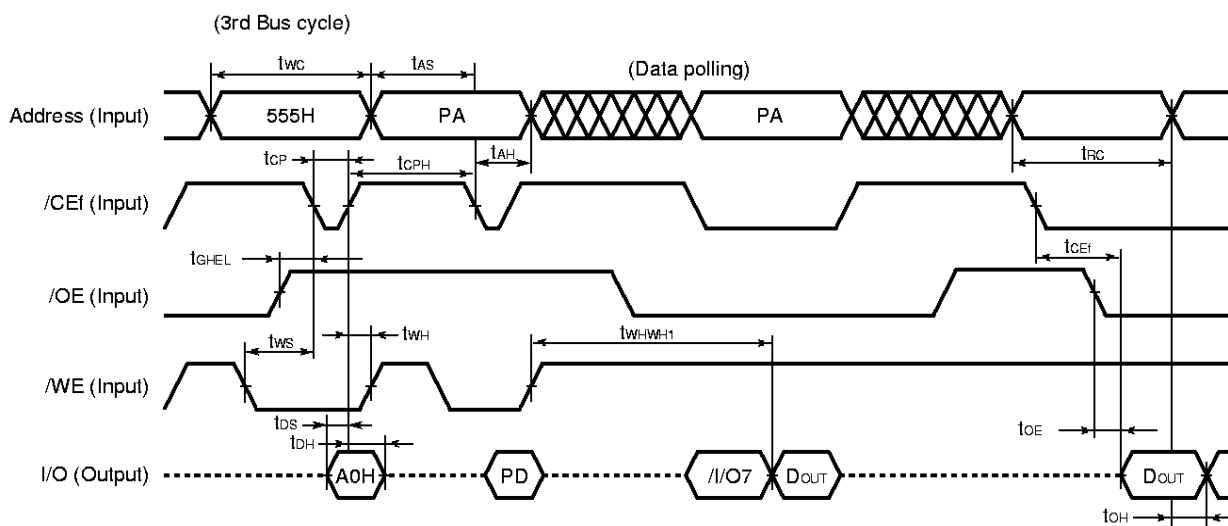 (3rd Bus cycle)
tWC
tAS
(Data polling)
Address (Input)
555H
PA
PA
tCP
tCPH
tAH
tRC
/CEf (Input)
tGHEL
tCEf
/OE (Input)
tWS
tWH
tWHWH1
/WE (Input)
tDS
tDH
tOE
I/O (Output)
A0H
PD
/I/O7
DOUT
DOUT
tOH